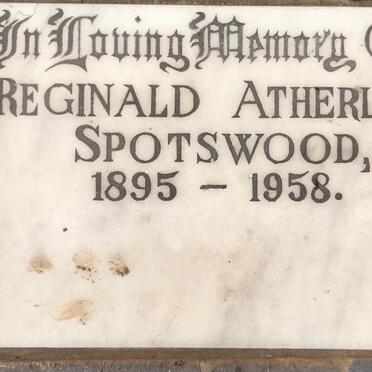 In Loving Memory
REGINALD ATHERL
SPOTSWOOD,
1895 – 1958.